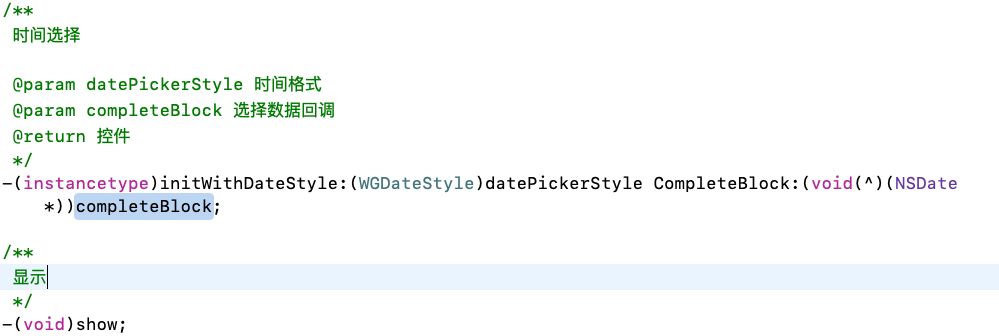 /**
时间选择
@param datePickerStyle 时间格式
@param completeBlock 选择数据回调
@return 控件
*/
-(instancetype)initWithDateStyle:(WGDateStyle)datePickerStyle CompleteBlock:(void(^)(NSDate
*))completeBlock;
/**
显示
*/
-(void)show;